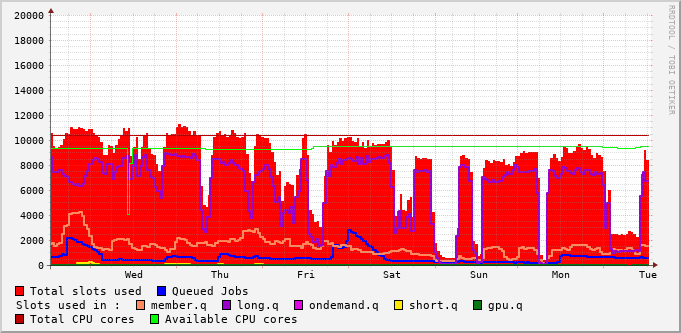 20000
18000
16000
14000
12000
10000
8000
6000
4000
2000
0
Wed Thu Fri Sat Sun Mon Tue
Total slots used Queued Jobs
Slots used in : member.q long.q ondemand.q short.q gpu.q
Total CPU cores Available CPU cores
RRDTOOL / TOBI OETIKER